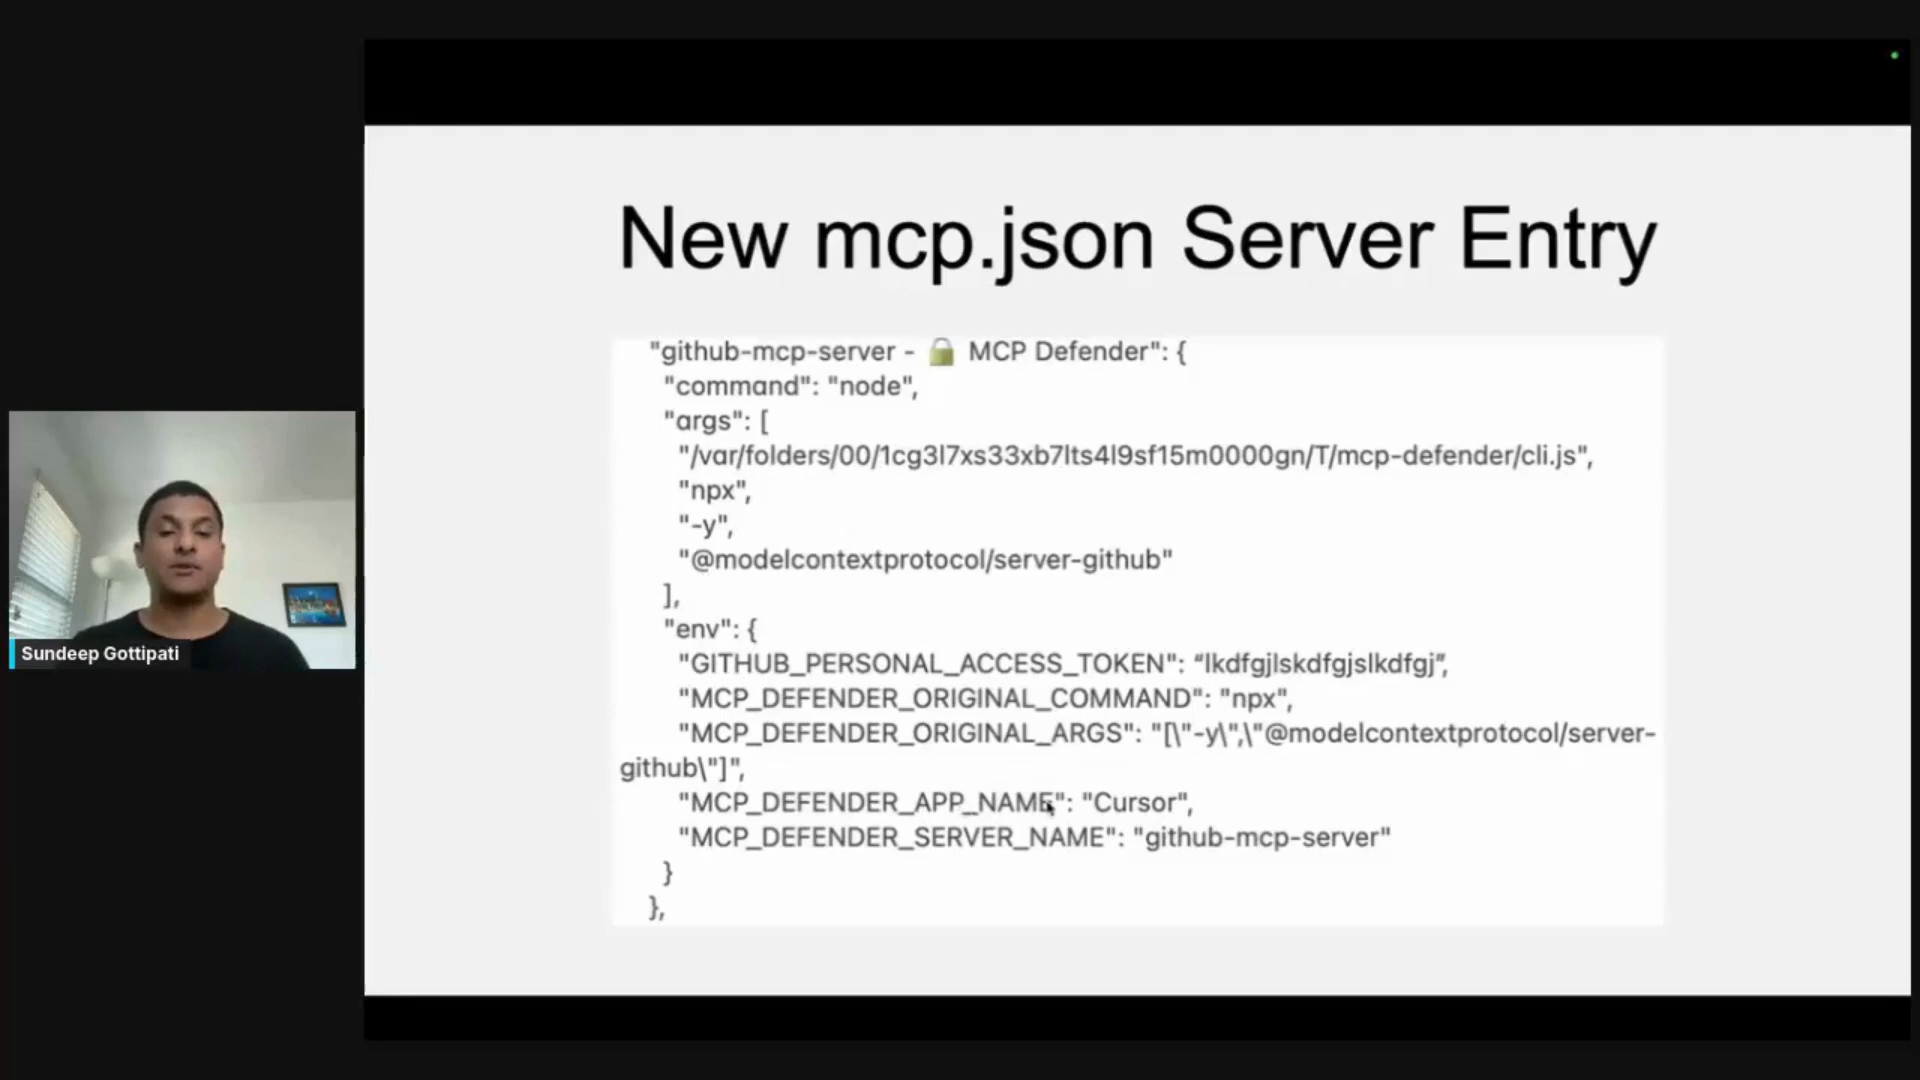 New mcp.json Server Entry
"github-mcp-server - 🔒 MCP Defender": {
"command": "node",
"args": [
"/var/folders/00/1cg3l7xs33xb7lts4l9sf15m0000gn/T/mcp-defender/cli.js",
"npx",
"-y",
"@modelcontextprotocol/server-github"
],
"env": {
"GITHUB_PERSONAL_ACCESS_TOKEN": “lkdfgjlskdfgjslkdfgj”,
"MCP_DEFENDER_ORIGINAL_COMMAND": "npx",
"MCP_DEFENDER_ORIGINAL_ARGS": "[\"-y\",\"@modelcontextprotocol/server-
github\"]",
"MCP_DEFENDER_APP_NAME": "Cursor",
"MCP_DEFENDER_SERVER_NAME": "github-mcp-server"
}
},
Sundeep Gottipati